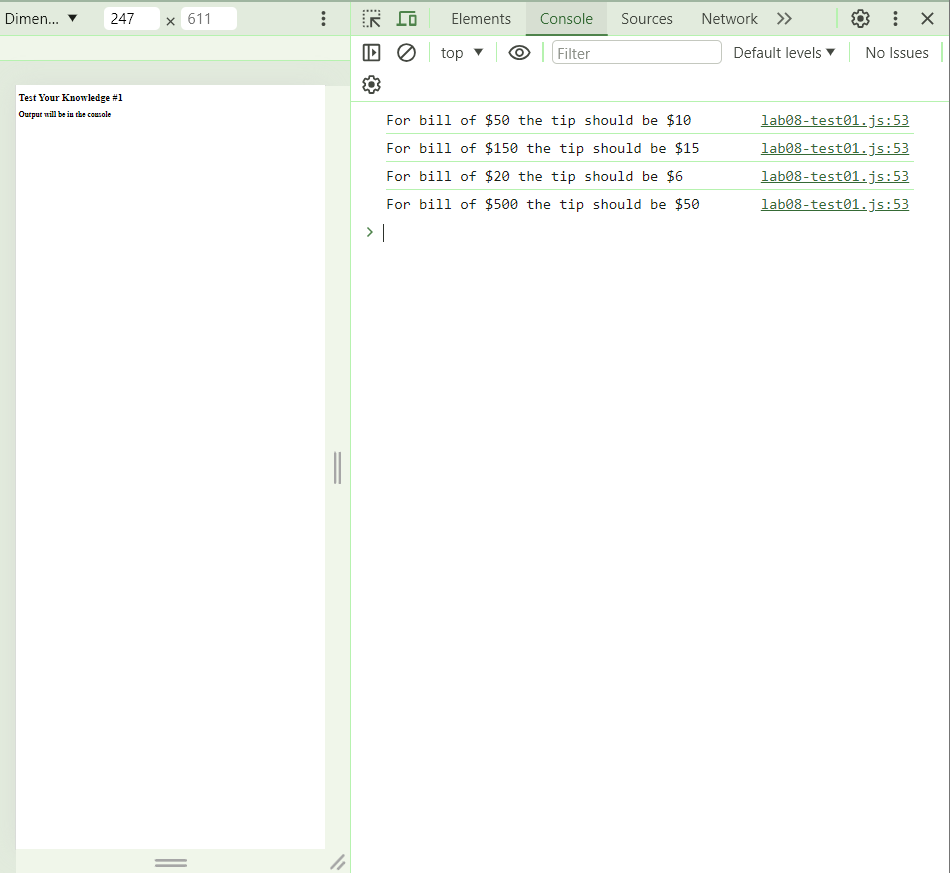 Dimen... 247 × 611
Elements Console Sources Network
top Filter Default levels No Issues
Test Your Knowledge #1
Output will be in the console
For bill of $50 the tip should be $10 lab08-test01.js:53
For bill of $150 the tip should be $15 lab08-test01.js:53
For bill of $20 the tip should be $6 lab08-test01.js:53
For bill of $500 the tip should be $50 lab08-test01.js:53